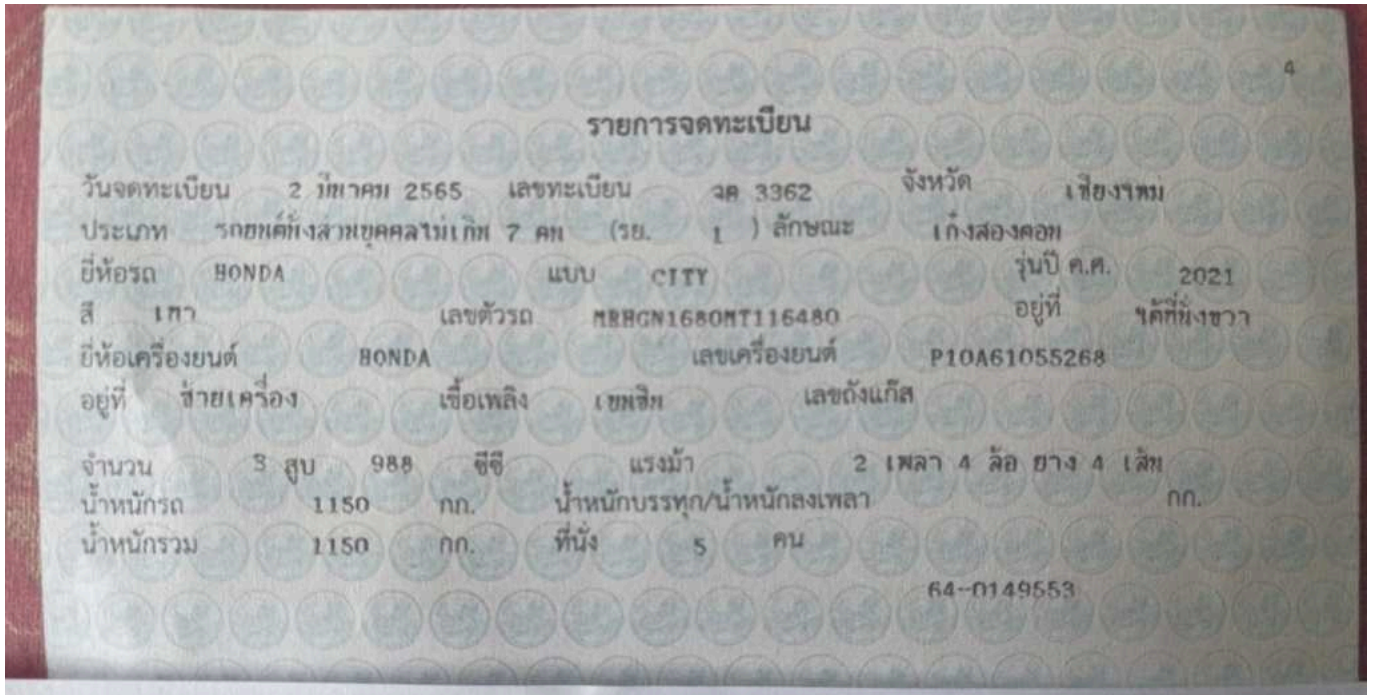 4
รายการจดทะเบียน
วันจดทะเบียน 2 มีนาคม 2565 เลขทะเบียน จค 3362 จังหวัด เชียงใหม่
ประเภท รถยนต์นั่งส่วนบุคคลไม่เกิน 7 คน (รย. 1 ) ลักษณะ เก๋งสองตอน
ยี่ห้อรถ HONDA แบบ CITY รุ่นปี ค.ศ. 2021
สี เทา เลขตัวรถ MRHGN1680MT116480 อยู่ที่ ใต้ที่นั่งขวา
ยี่ห้อเครื่องยนต์ HONDA เลขเครื่องยนต์ P10A61055268
อยู่ที่ ซ้ายเครื่อง เชื้อเพลิง เบนซิน เลขถังแก๊ส
จำนวน 3 สูบ 988 ซีซี แรงม้า 2 เพลา 4 ล้อ ยาง 4 เส้น
น้ำหนักรถ 1150 กก. น้ำหนักบรรทุก/น้ำหนักลงเพลา กก.
น้ำหนักรวม 1150 กก. ที่นั่ง 5 คน
64-0149553